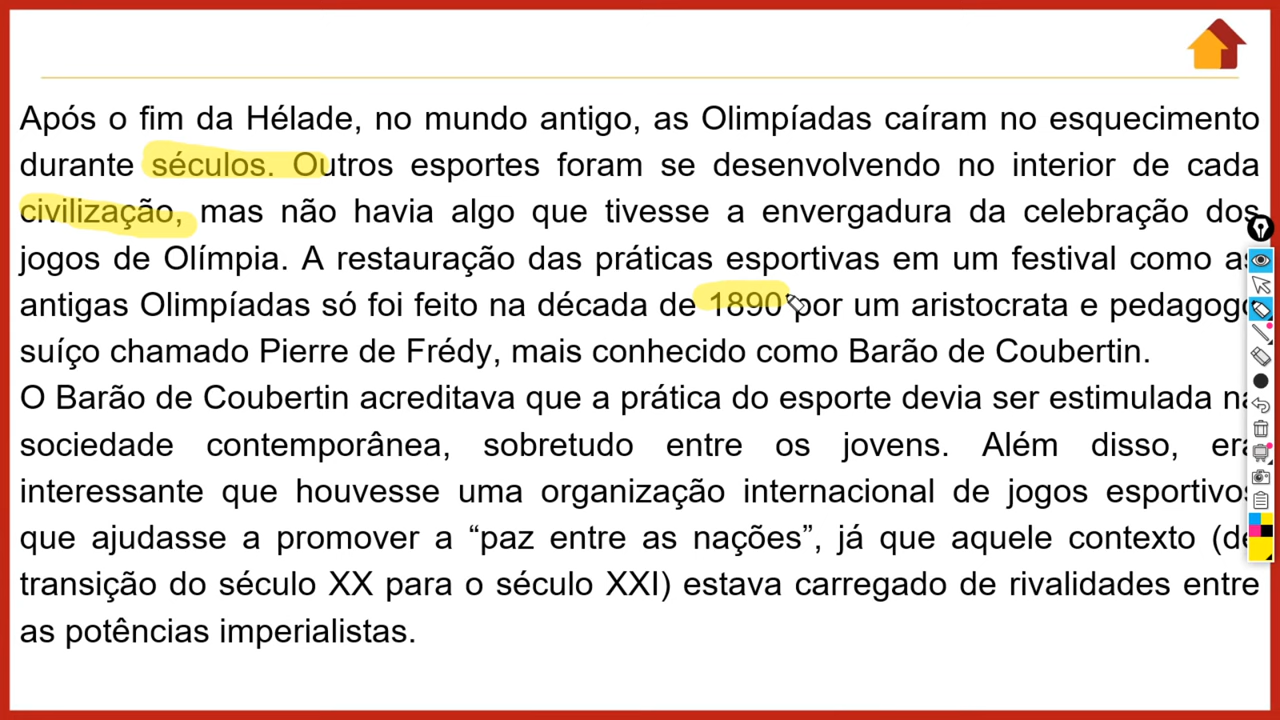 Após o fim da Hélade, no mundo antigo, as Olimpíadas caíram no esquecimento
durante séculos. Outros esportes foram se desenvolvendo no interior de cada
civilização, mas não havia algo que tivesse a envergadura da celebração dos
jogos de Olímpia. A restauração das práticas esportivas em um festival como as
antigas Olimpíadas só foi feito na década de 1890 por um aristocrata e pedagogo
suíço chamado Pierre de Frédy, mais conhecido como Barão de Coubertin.
O Barão de Coubertin acreditava que a prática do esporte devia ser estimulada na
sociedade contemporânea, sobretudo entre os jovens. Além disso, era
interessante que houvesse uma organização internacional de jogos esportivos
que ajudasse a promover a “paz entre as nações”, já que aquele contexto (de
transição do século XX para o século XXI) estava carregado de rivalidades entre
as potências imperialistas.